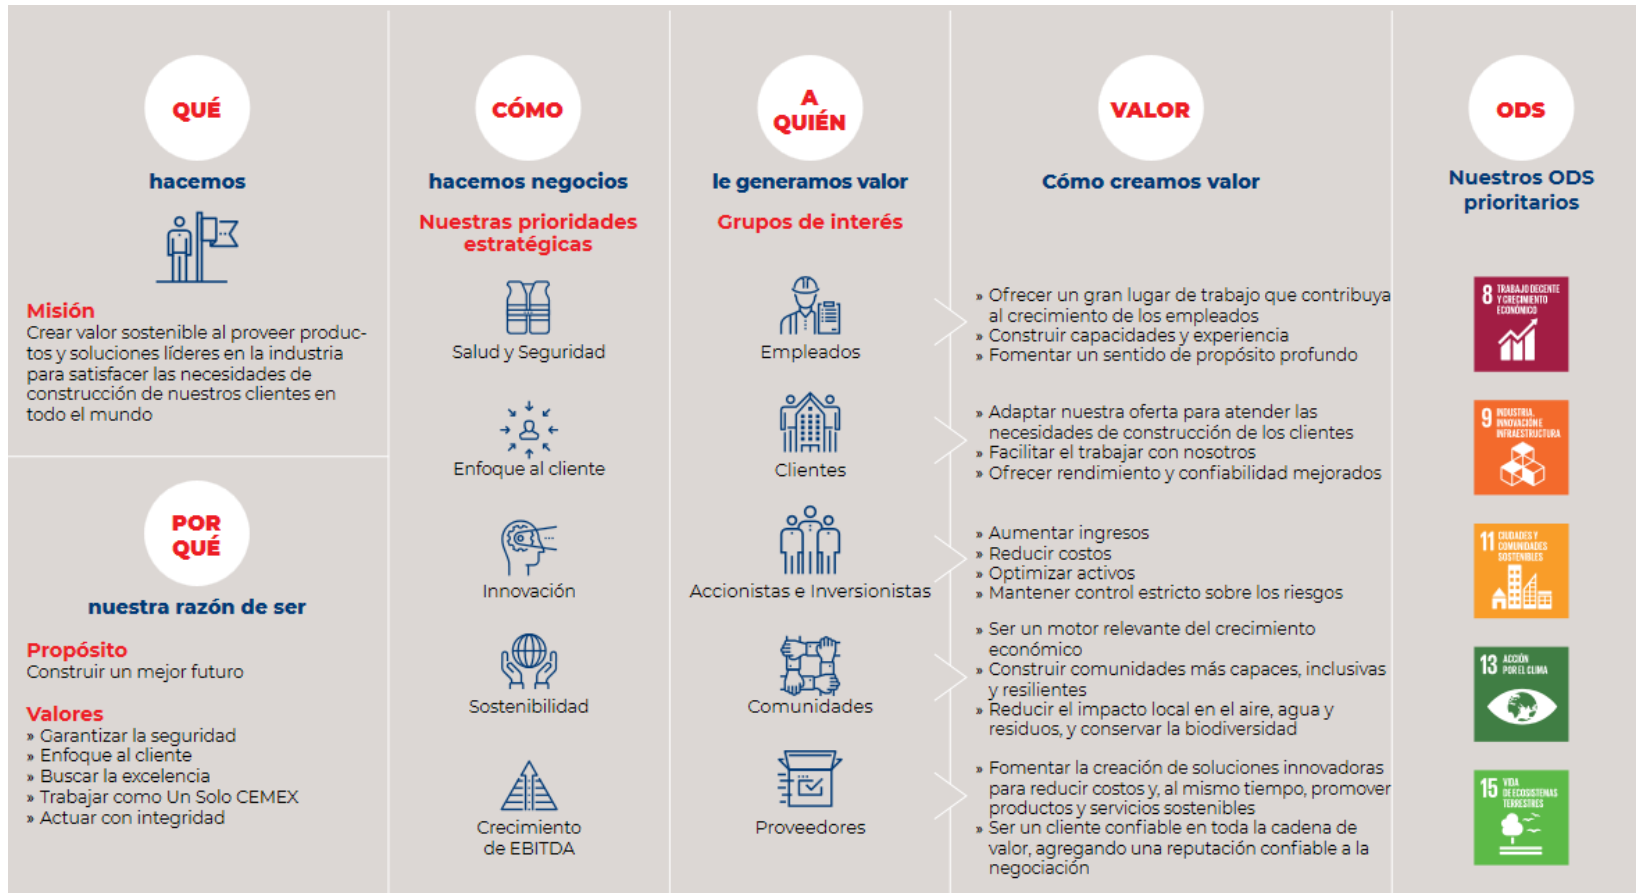 QUÉ
hacemos
Misión
Crear valor sostenible al proveer produc-
tos y soluciones líderes en la industria
para satisfacer las necesidades de
construcción de nuestros clientes en
todo el mundo
POR
QUÉ
nuestra razón de ser
Propósito
Construir un mejor futuro
Valores
» Garantizar la seguridad
» Enfoque al cliente
» Buscar la excelencia
» Trabajar como Un Solo CEMEX
» Actuar con integridad
CÓMO
hacemos negocios
Nuestras prioridades
estratégicas
Salud y Seguridad
Enfoque al cliente
Innovación
Sostenibilidad
Crecimiento
de EBITDA
A
QUIÉN
le generamos valor
Grupos de interés
Empleados
Clientes
Accionistas e Inversionistas
Comunidades
Proveedores
VALOR
Cómo creamos valor
» Ofrecer un gran lugar de trabajo que contribuya
al crecimiento de los empleados
» Construir capacidades y experiencia
» Fomentar un sentido de propósito profundo
» Adaptar nuestra oferta para atender las
necesidades de construcción de los clientes
» Facilitar el trabajar con nosotros
» Ofrecer rendimiento y confiabilidad mejorados
» Aumentar ingresos
» Reducir costos
» Optimizar activos
» Mantener control estricto sobre los riesgos
» Ser un motor relevante del crecimiento
económico
» Construir comunidades más capaces, inclusivas
y resilientes
» Reducir el impacto local en el aire, agua y
residuos, y conservar la biodiversidad
» Fomentar la creación de soluciones innovadoras
para reducir costos y, al mismo tiempo, promover
productos y servicios sostenibles
» Ser un cliente confiable en toda la cadena de
valor, agregando una reputación confiable a la
negociación
ODS
Nuestros ODS
prioritarios
8 TRABAJO DECENTE
Y CRECIMIENTO
ECONÓMICO
9 INDUSTRIA,
INNOVACIÓN E
INFRAESTRUCTURA
11 CIUDADES Y
COMUNIDADES
SOSTENIBLES
13 ACCIÓN
POR EL CLIMA
15 VIDA
DE ECOSISTEMAS
TERRESTRES